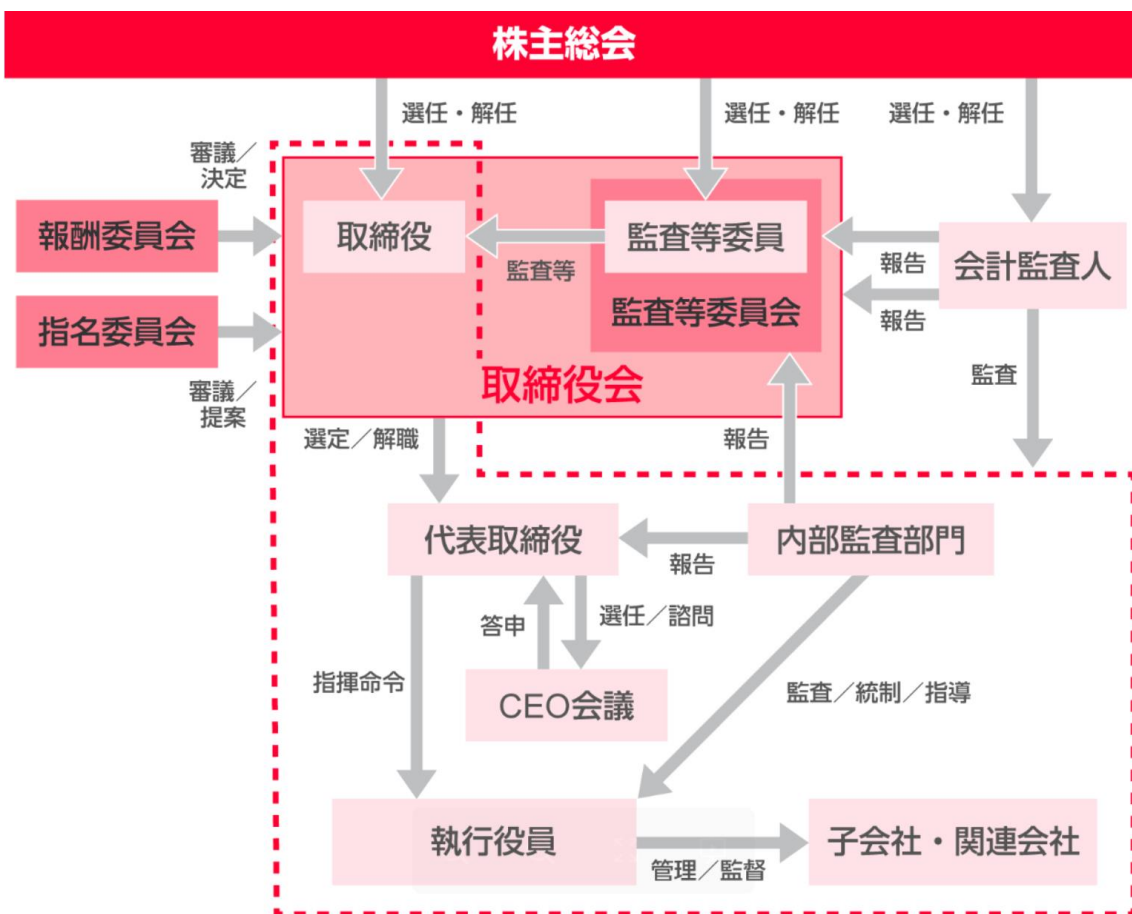 株主総会
選任・解任
選任・解任
選任・解任
審議／
決定
報酬委員会
取締役
監査等委員
監査等
報告
会計監査人
指名委員会
監査等委員会
報告
審議／
提案
取締役会
監査
選定／解職
報告
代表取締役
内部監査部門
報告
答申
選任／諮問
指揮命令
CEO会議
監査／統制／指導
執行役員
子会社・関連会社
管理／監督